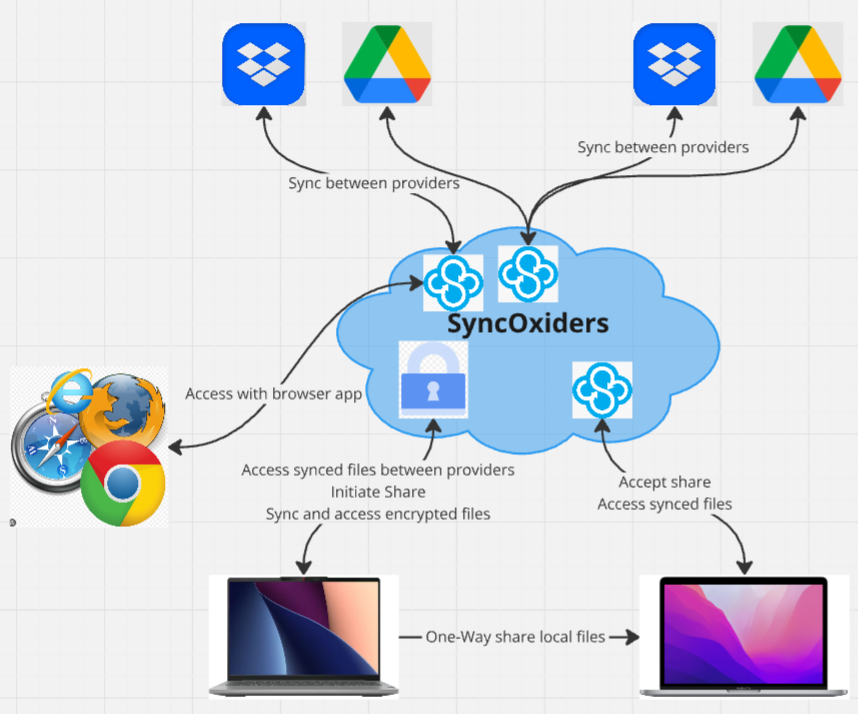 Sync between providers
Sync between providers
SyncOxiders
Access with browser app
Access synced files between providers
Initiate Share
Sync and access encrypted files
Accept share
Access synced files
One-Way share local files